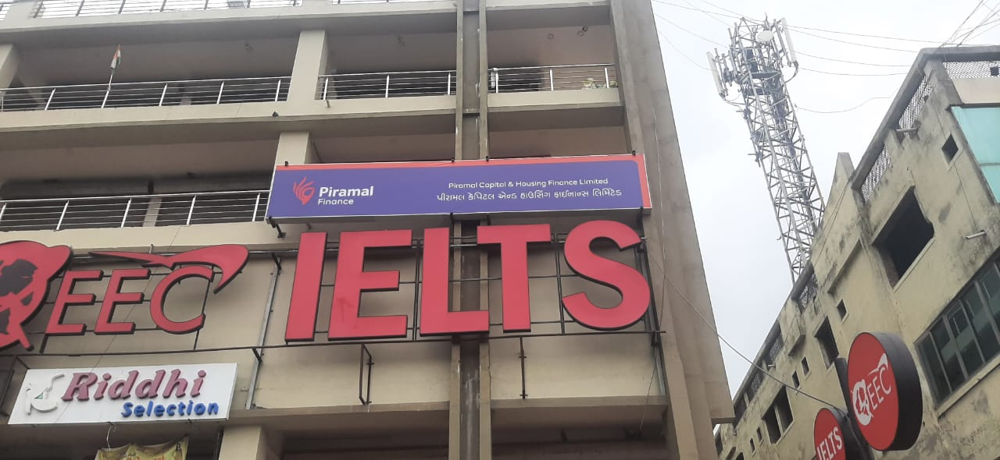 Piramal
Finance
Piramal Capital & Housing Finance Limited
પીરામલ કેપિટલ એન્ડ હાઉસિંગ ફાઈનાન્સ લિમિટેડ
EEC IELTS
Riddhi
Selection
EEC
IELTS